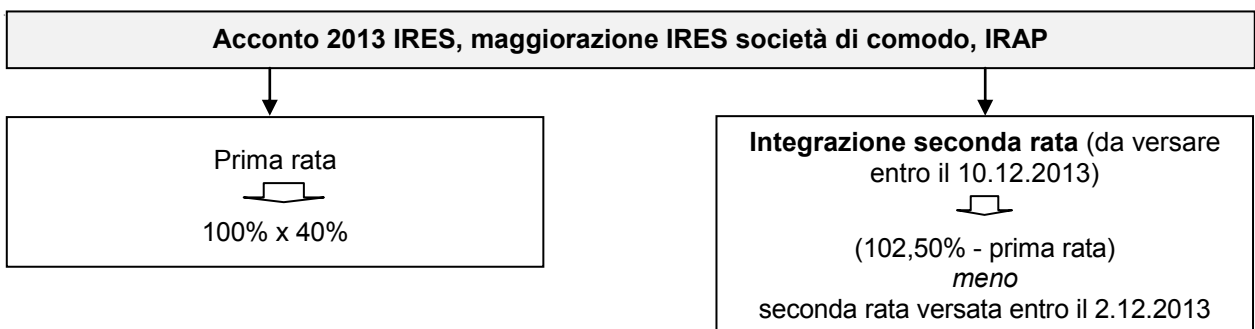 Acconto 2013 IRES, maggiorazione IRES società di comodo, IRAP
Prima rata
100% x 40%
Integrazione seconda rata (da versare
entro il 10.12.2013)
(102,50% - prima rata)
meno
seconda rata versata entro il 2.12.2013